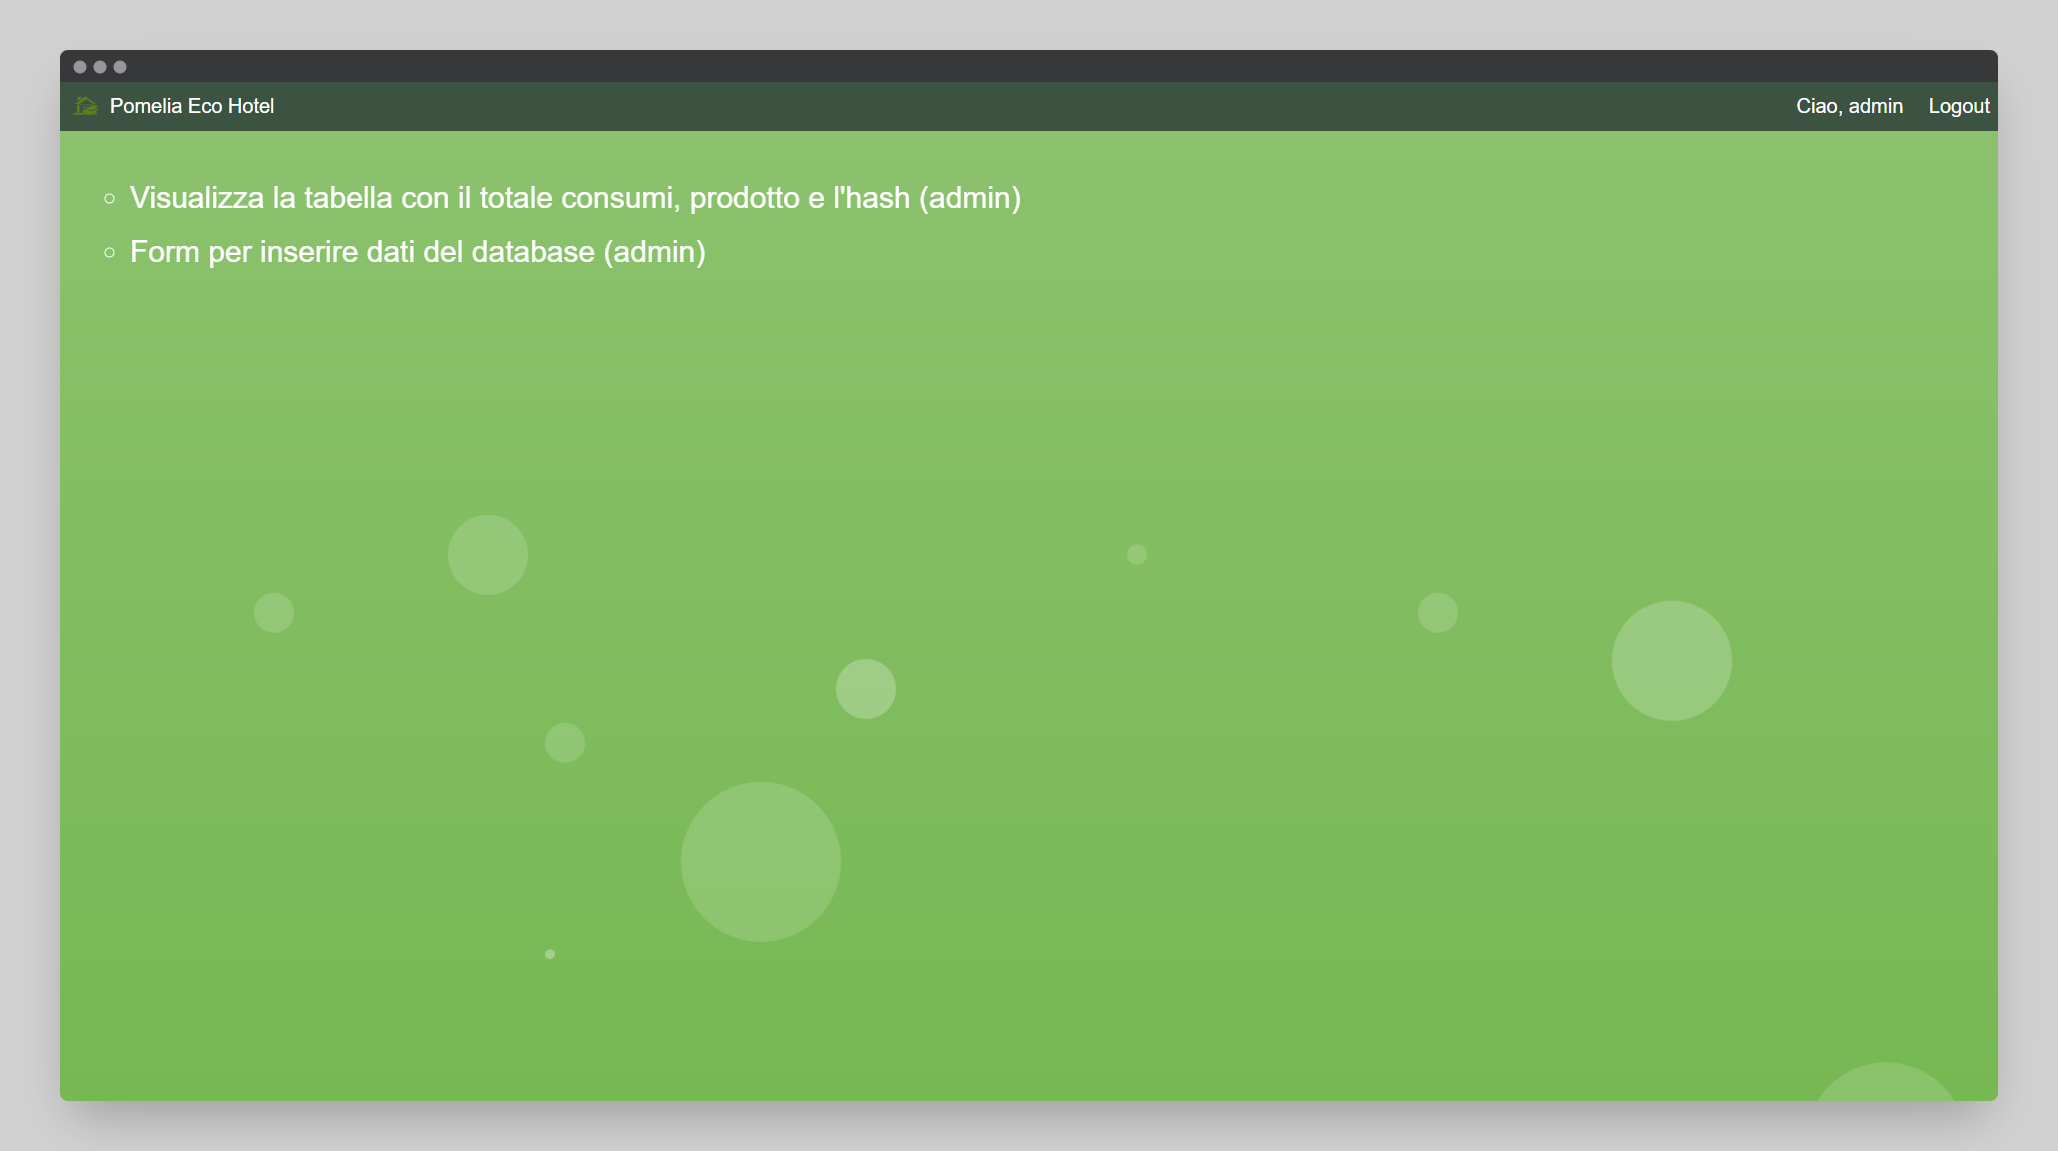 Pomelia Eco Hotel
Ciao, admin
Logout
Visualizza la tabella con il totale consumi, prodotto e l'hash (admin)
Form per inserire dati del database (admin)